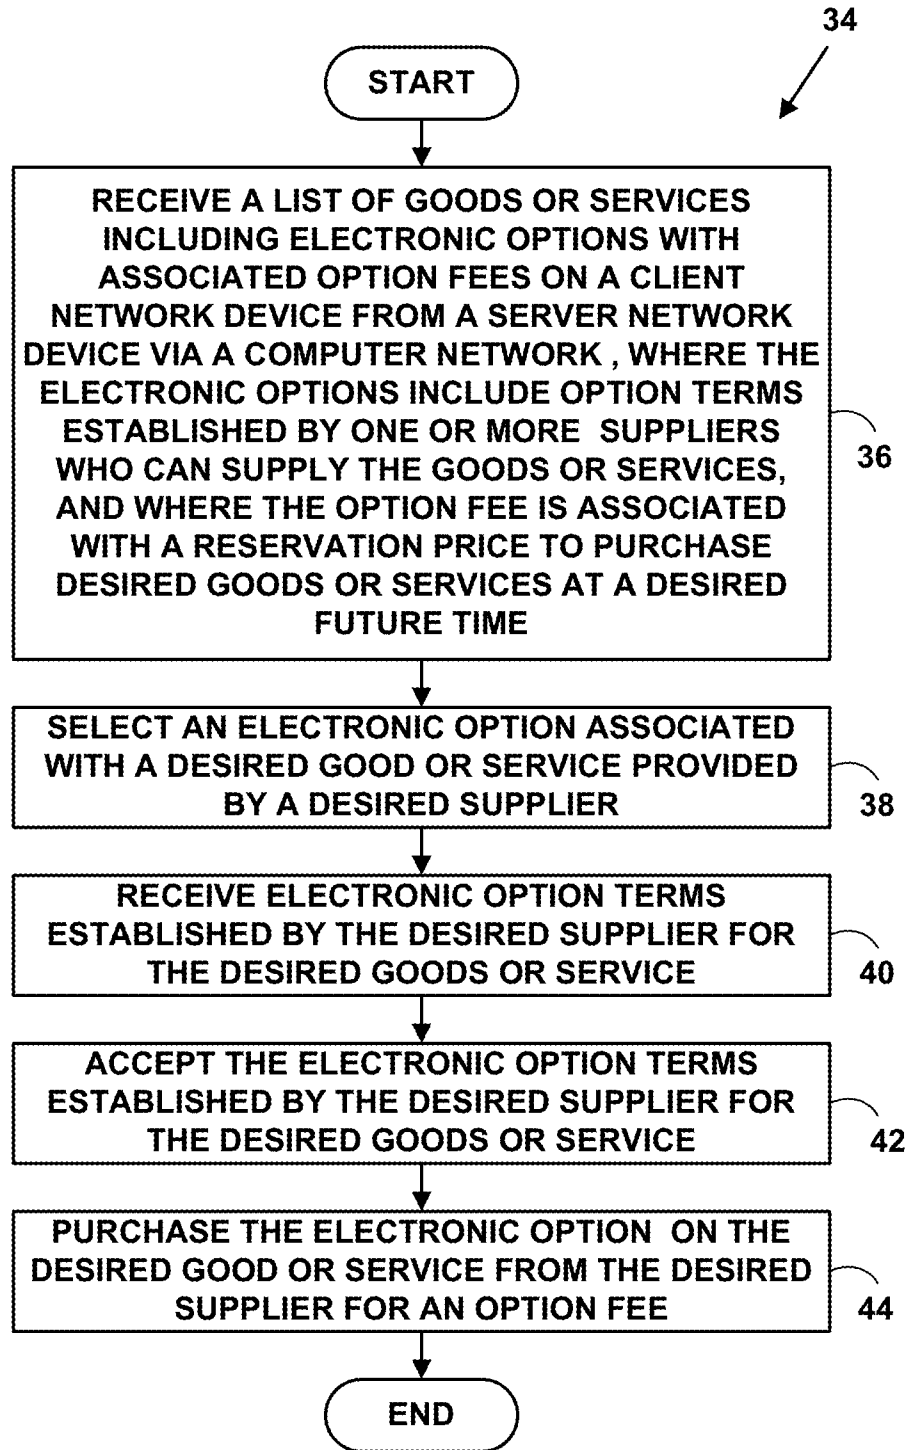 34
START
RECEIVE A LIST OF GOODS OR SERVICES
INCLUDING ELECTRONIC OPTIONS WITH
ASSOCIATED OPTION FEES ON A CLIENT
NETWORK DEVICE FROM A SERVER NETWORK
DEVICE VIA A COMPUTER NETWORK , WHERE THE
ELECTRONIC OPTIONS INCLUDE OPTION TERMS
ESTABLISHED BY ONE OR MORE SUPPLIERS
WHO CAN SUPPLY THE GOODS OR SERVICES,
AND WHERE THE OPTION FEE IS ASSOCIATED
WITH A RESERVATION PRICE TO PURCHASE
DESIRED GOODS OR SERVICES AT A DESIRED
FUTURE TIME
36
SELECT AN ELECTRONIC OPTION ASSOCIATED
WITH A DESIRED GOOD OR SERVICE PROVIDED
BY A DESIRED SUPPLIER
38
RECEIVE ELECTRONIC OPTION TERMS
ESTABLISHED BY THE DESIRED SUPPLIER FOR
THE DESIRED GOODS OR SERVICE
40
ACCEPT THE ELECTRONIC OPTION TERMS
ESTABLISHED BY THE DESIRED SUPPLIER FOR
THE DESIRED GOODS OR SERVICE
42
PURCHASE THE ELECTRONIC OPTION ON THE
DESIRED GOOD OR SERVICE FROM THE DESIRED
SUPPLIER FOR AN OPTION FEE
44
END